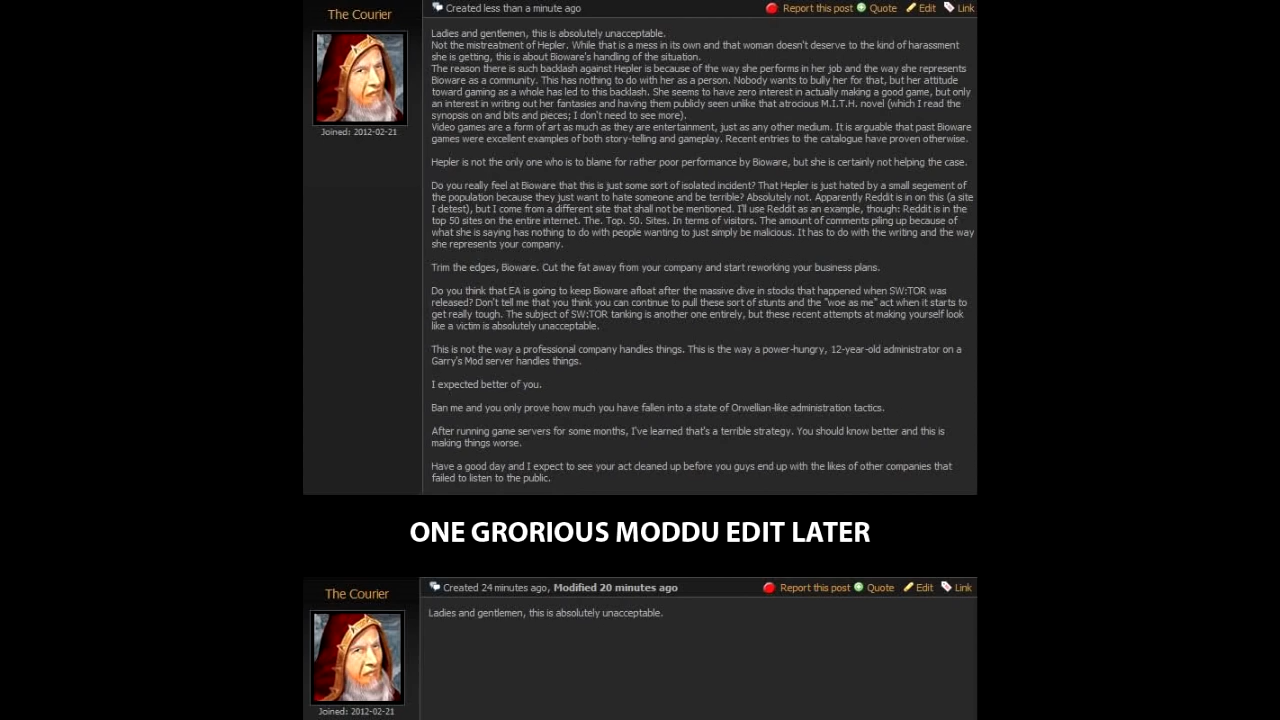 The Courier
Joined: 2012-02-21
Created less than a minute ago
Report this post Quote Edit Link
Ladies and gentlemen, this is absolutely unacceptable.
Not the mistreatment of Hepler. While that is a mess in its own and that woman doesn't deserve to the kind of harassment
she is getting, this is about Bioware's handling of the situation.
The reason there is such backlash against Hepler is because of the way she performs in her job and the way she represents
Bioware as a community. This has nothing to do with her as a person. Nobody wants to bully her for that, but her attitude
toward gaming as a whole has led to this backlash. She seems to have zero interest in actually making a good game, but only
an interest in writing out her fantasies and having them publicly seen unlike that atrocious M.I.T.H. novel (which I read the
synopsis on and bits and pieces; I don't need to see more).
Video games are a form of art as much as they are entertainment, just as any other medium. It is arguable that past Bioware
games were excellent examples of both story-telling and gameplay. Recent entries to the catalogue have proven otherwise.
Hepler is not the only one who is to blame for rather poor performance by Bioware, but she is certainly not helping the case.
Do you really feel at Bioware that this is just some sort of isolated incident? That Hepler is just hated by a small segement of
the population because they just want to hate someone and be terrible? Absolutely not. Apparently Reddit is in on this (a site
I detest), but I come from a different site that shall not be mentioned. I'll use Reddit as an example, though: Reddit is in the
top 50 sites on the entire internet. The. Top. 50. Sites. In terms of visitors. The amount of comments piling up because of
what she is saying has nothing to do with people wanting to just simply be malicious. It has to do with the writing and the way
she represents your company.
Trim the edges, Bioware. Cut the fat away from your company and start reworking your business plans.
Do you think that EA is going to keep Bioware afloat after the massive dive in stocks that happened when SW:TOR was
released? Don't tell me that you think you can continue to pull these sort of stunts and the "woe as me" act when it starts to
get really tough. The subject of SW:TOR tanking is another one entirely, but these recent attempts at making yourself look
like a victim is absolutely unacceptable.
This is not the way a professional company handles things. This is the way a power-hungry, 12-year-old administrator on a
Garry's Mod server handles things.
I expected better of you.
Ban me and you only prove how much you have fallen into a state of Orwellian-like administration tactics.
After running game servers for some months, I've learned that's a terrible strategy. You should know better and this is
making things worse.
Have a good day and I expect to see your act cleaned up before you guys end up with the likes of other companies that
failed to listen to the public.
ONE GRORIOUS MODDU EDIT LATER
The Courier
Joined: 2012-02-21
Created 24 minutes ago, Modified 20 minutes ago
Report this post Quote Edit Link
Ladies and gentlemen, this is absolutely unacceptable.